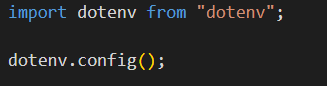 import dotenv from "dotenv";
dotenv.config();